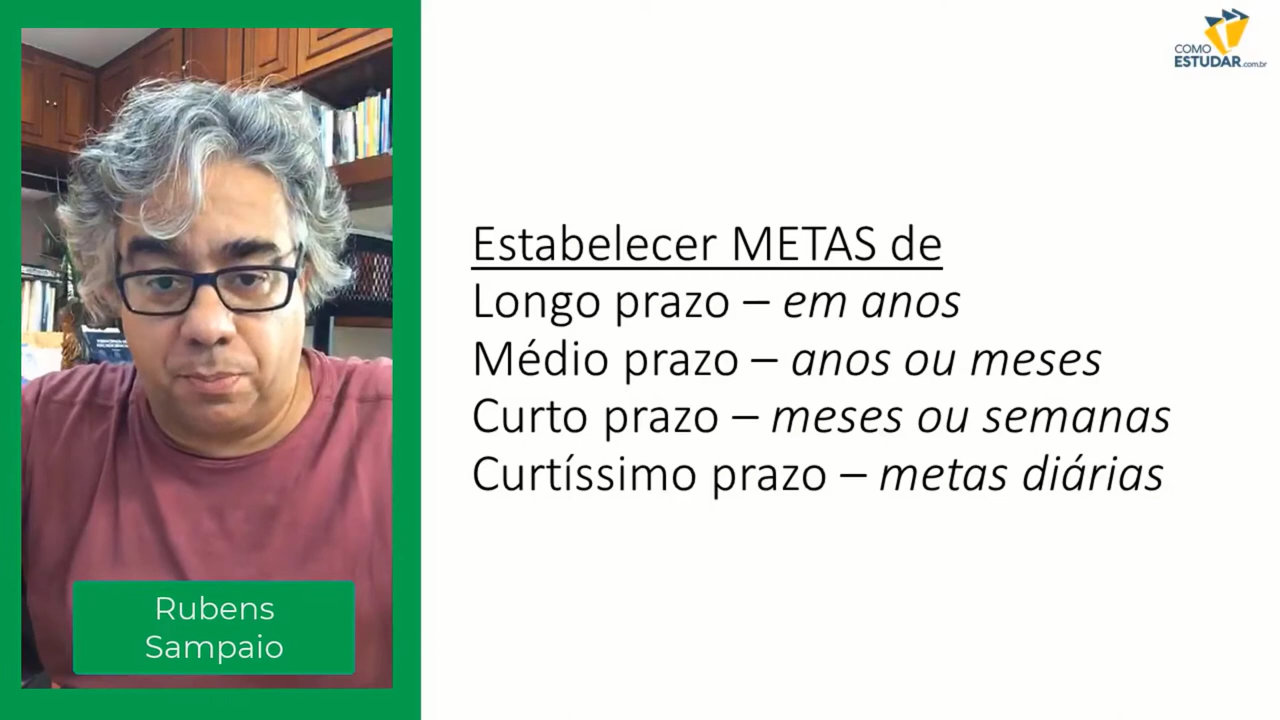 COMO
ESTUDAR.com.br
Estabelecer METAS de
Longo prazo – em anos
Médio prazo – anos ou meses
Curto prazo – meses ou semanas
Curtíssimo prazo – metas diárias
Rubens
Sampaio